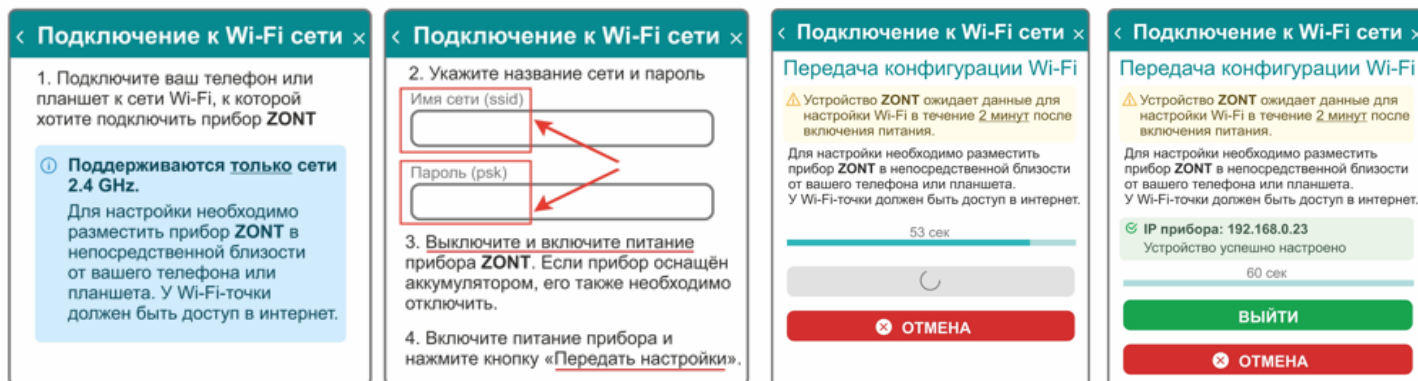 Подключение к Wi-Fi сети
1. Подключите ваш телефон или
планшет к сети Wi-Fi, к которой
хотите подключить прибор ZONT
Поддерживаются только сети
2.4 GHz.
Для настройки необходимо
разместить прибор ZONT в
непосредственной близости
от вашего телефона или
планшета. У Wi-Fi-точки
должен быть доступ в интернет.
Подключение к Wi-Fi сети
2. Укажите название сети и пароль
Имя сети (ssid)
Пароль (psk)
3. Выключите и включите питание
прибора ZONT. Если прибор оснащён
аккумулятором, его также необходимо
отключить.
4. Включите питание прибора и
нажмите кнопку «Передать настройки».
Подключение к Wi-Fi сети
Передача конфигурации Wi-Fi
Устройство ZONT ожидает данные для
настройки Wi-Fi в течение 2 минут после
включения питания.
Для настройки необходимо разместить
прибор ZONT в непосредственной близости
от вашего телефона или планшета.
У Wi-Fi-точки должен быть доступ в интернет.
53 сек
ОТМЕНА
Подключение к Wi-Fi сети
Передача конфигурации Wi-Fi
Устройство ZONT ожидает данные для
настройки Wi-Fi в течение 2 минут после
включения питания.
Для настройки необходимо разместить
прибор ZONT в непосредственной близости
от вашего телефона или планшета.
У Wi-Fi-точки должен быть доступ в интернет.
IP прибора: 192.168.0.23
Устройство успешно настроено
60 сек
ВЫЙТИ
ОТМЕНА